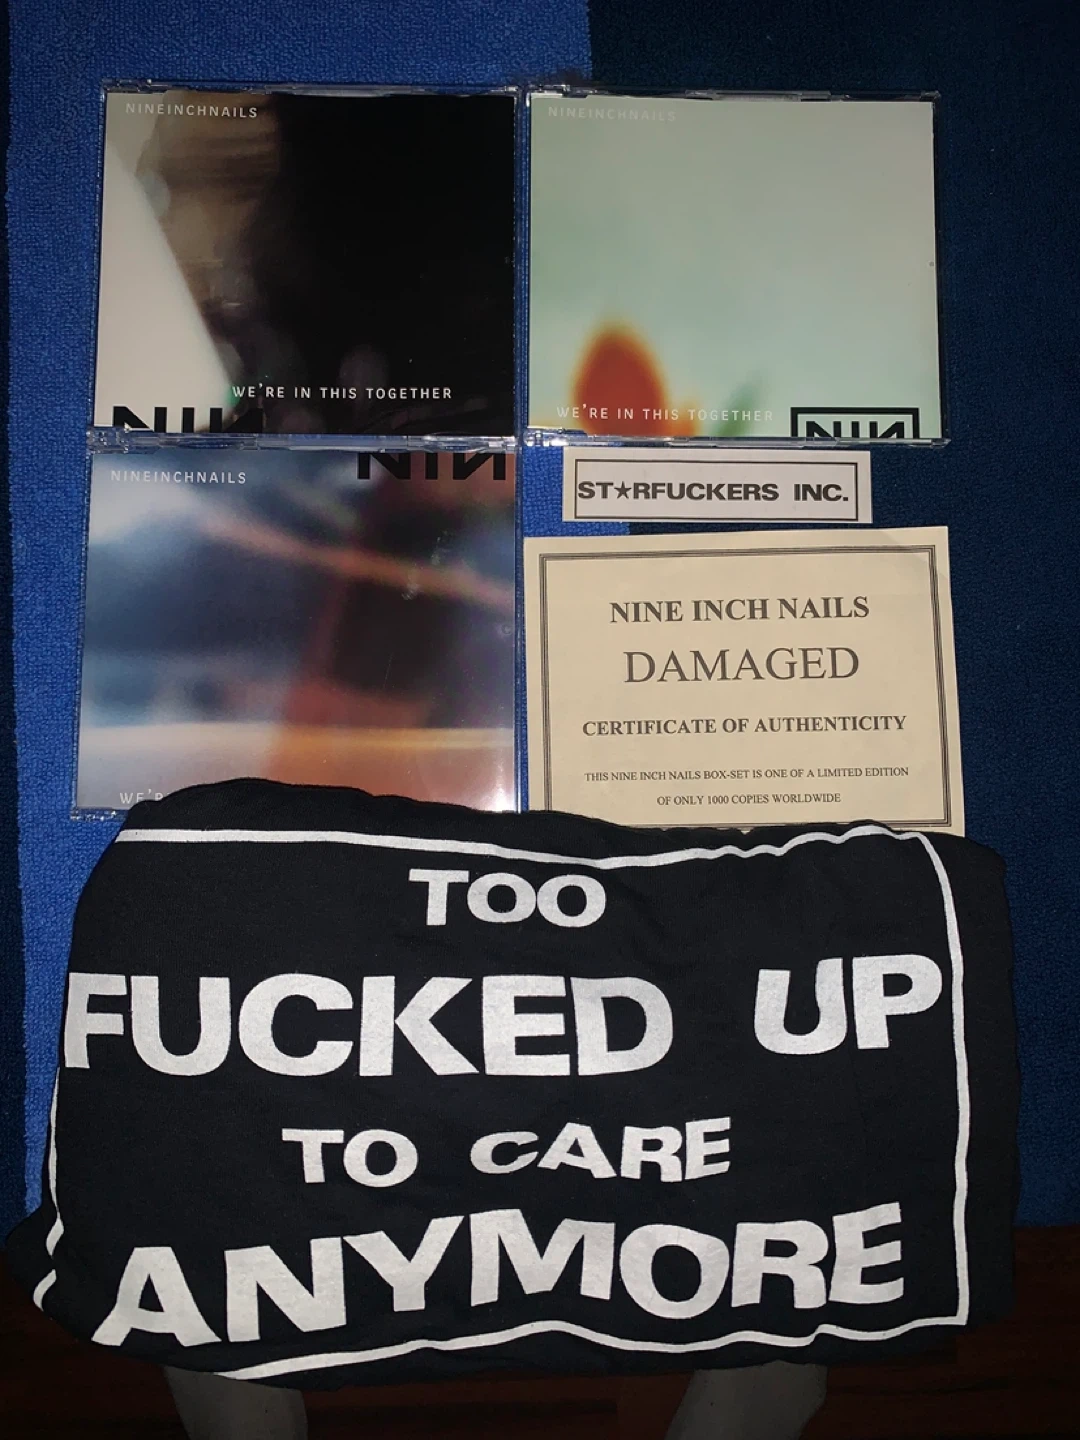 NINEINCHNAILS
WE'RE IN THIS TOGETHER
NIN
NINEINCHNAILS
WE'RE IN THIS TOGETHER
NIN
NINEINCHNAILS
NIN
ST★RFUCKERS INC.
NINE INCH NAILS
DAMAGED
CERTIFICATE OF AUTHENTICITY
THIS NINE INCH NAILS BOX-SET IS ONE OF A LIMITED EDITION
OF ONLY 1000 COPIES WORLDWIDE
TOO
FUCKED UP
TO CARE
ANYMORE